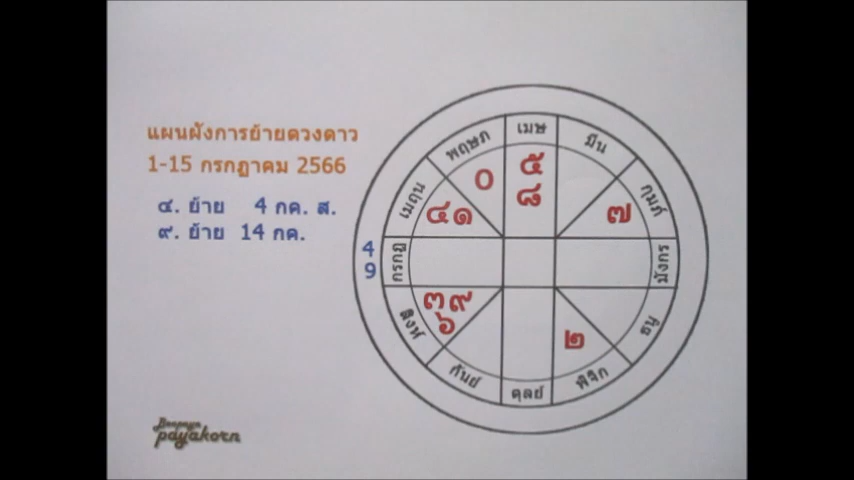 แผนผังการย้ายดวงดาว
1-15 กรกฏาคม 2566
๔. ย้าย 4 กค. ส.
๙. ย้าย 14 กค.
เมษ
พฤษภ
มีน
เมถุน
กุมภ์
กรกฏ
มังกร
สิงห์
ธนู
กันย์
ตุลย์
พิจิก
๕
๘
0
๔๑
๗
4
9
๓๙
๖
๒
Boonpaya
payakorn